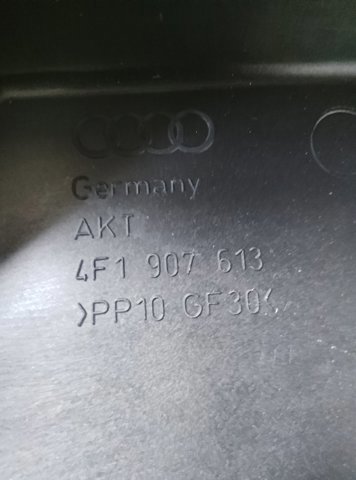 Germany
AKT
4F1 907 613
>PP10 GF30<